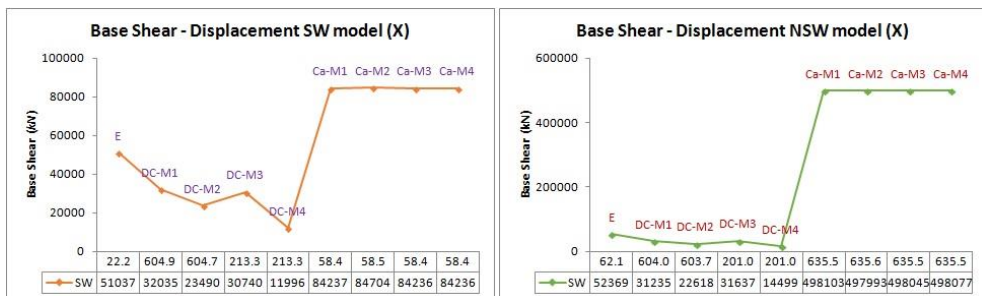 Base Shear - Displacement SW model (X)
100000
80000
60000
40000
20000
0
Base Shear (kN)
E
DC-M1
DC-M2
DC-M3
DC-M4
Ca-M1
Ca-M2
Ca-M3
Ca-M4
22.2 604.9 604.7 213.3 213.3 58.4 58.5 58.4 58.4
SW 51037 32035 23490 30740 11996 84237 84704 84236 84236
Base Shear - Displacement NSW model (X)
600000
400000
200000
0
Base Shear (kN)
E
DC-M1
DC-M2
DC-M3
DC-M4
Ca-M1
Ca-M2
Ca-M3
Ca-M4
62.1 604.0 603.7 201.0 201.0 635.5 635.6 635.5 635.5
SW 52369 31235 22618 31637 14499 498103 497993 498045 498077